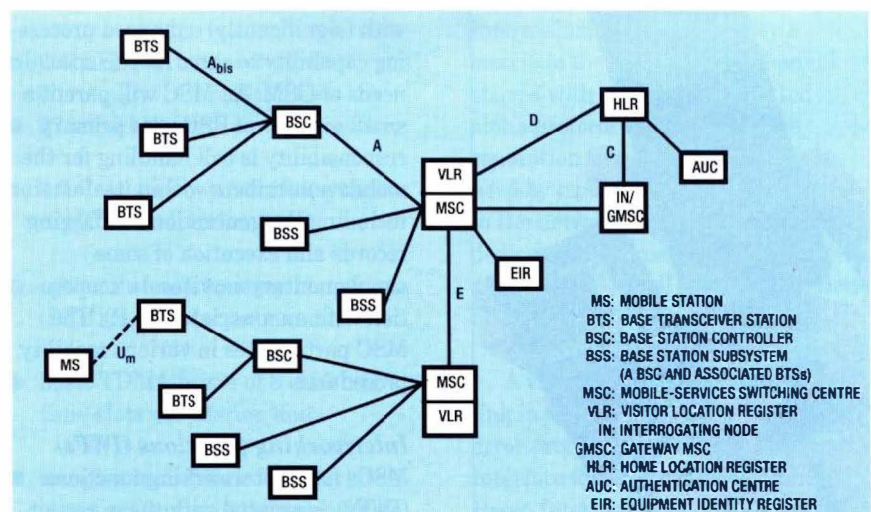 BTS
A bis
BTS
BSC
BTS
A
BSS
BSS
VLR
MSC
D
HLR
C
AUC
IN/
GMSC
EIR
E
MS
U m
BTS
BSC
BTS
BSS
BSS
MSC
VLR
MS: MOBILE STATION
BTS: BASE TRANSCEIVER STATION
BSC: BASE STATION CONTROLLER
BSS: BASE STATION SUBSYSTEM
(A BSC AND ASSOCIATED BTSs)
MSC: MOBILE-SERVICES SWITCHING CENTRE
VLR: VISITOR LOCATION REGISTER
IN: INTERROGATING NODE
GMSC: GATEWAY MSC
HLR: HOME LOCATION REGISTER
AUC: AUTHENTICATION CENTRE
EIR: EQUIPMENT IDENTITY REGISTER